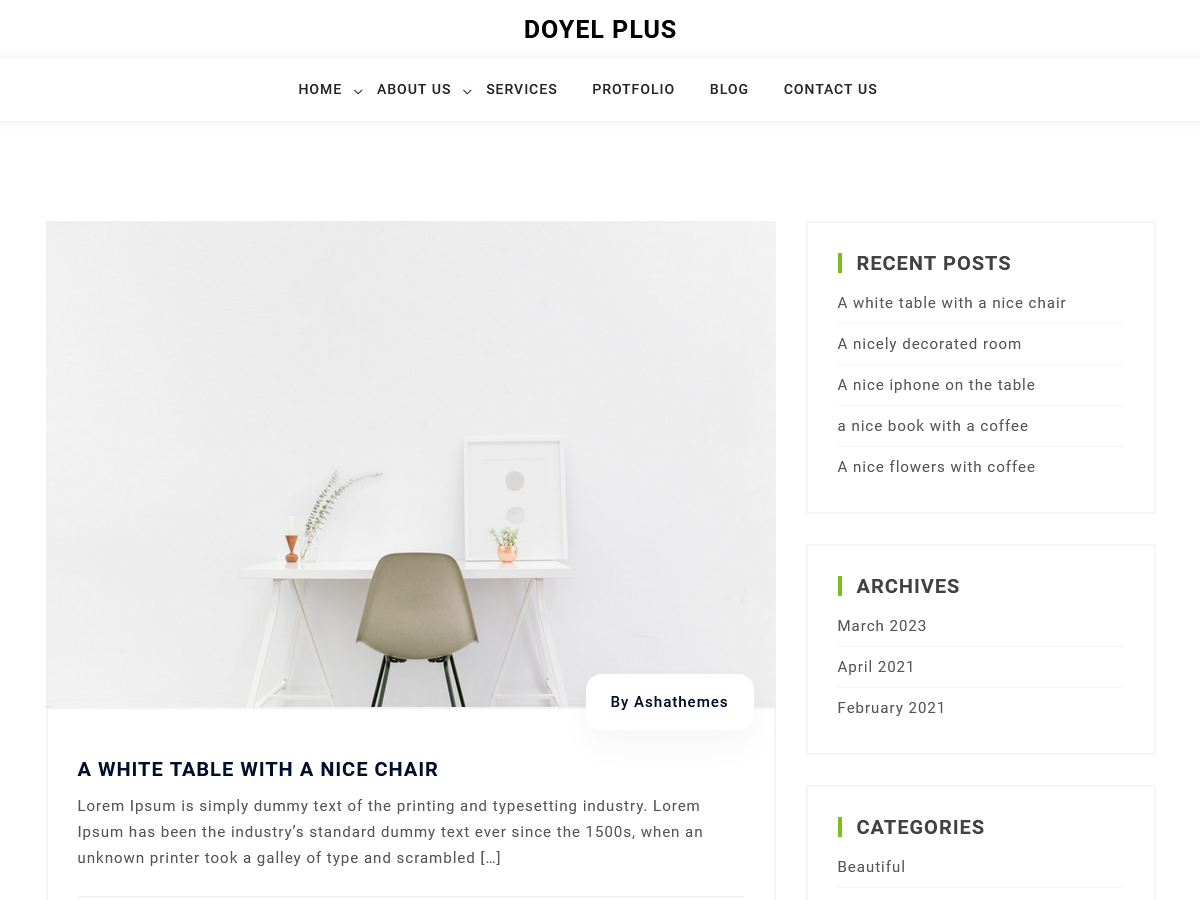 DOYEL PLUS
HOME
ABOUT US
SERVICES
PROTFOLIO
BLOG
CONTACT US
By Ashathemes
A WHITE TABLE WITH A NICE CHAIR
Lorem Ipsum is simply dummy text of the printing and typesetting industry. Lorem
Ipsum has been the industry’s standard dummy text ever since the 1500s, when an
unknown printer took a galley of type and scrambled […]
RECENT POSTS
A white table with a nice chair
A nicely decorated room
A nice iphone on the table
a nice book with a coffee
A nice flowers with coffee
ARCHIVES
March 2023
April 2021
February 2021
CATEGORIES
Beautiful